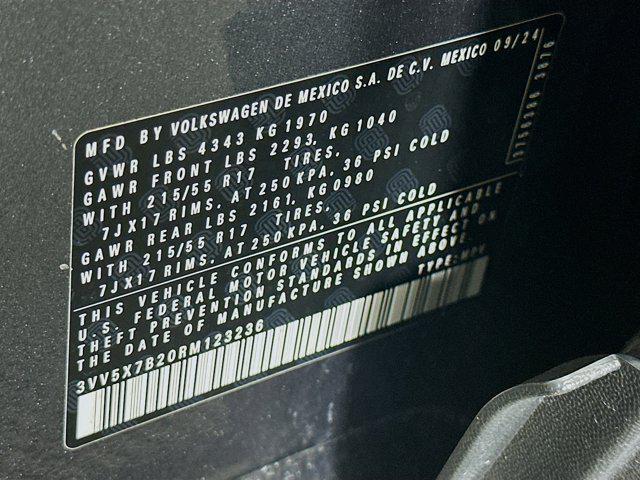 MFD BY VOLKSWAGEN DE MEXICO S.A. DE C.V. MEXICO 09/24
GVWR LBS 4343 KG 1970
GAWR FRONT LBS 2293, KG 1040
WITH 215/55 R17 TIRES,
7JX17 RIMS, AT 250 KPA, 36 PSI COLD
GAWR REAR LBS 2161, KG 0980
WITH 215/55 R17 TIRES,
7JX17 RIMS, AT 250 KPA, 36 PSI COLD
THIS VEHICLE CONFORMS TO ALL APPLICABLE
U.S. FEDERAL MOTOR VEHICLE SAFETY AND
THEFT PREVENTION STANDARDS IN EFFECT ON
THE DATE OF MANUFACTURE SHOWN ABOVE.
3VV5X7B20RM123236 TYPE: MPV